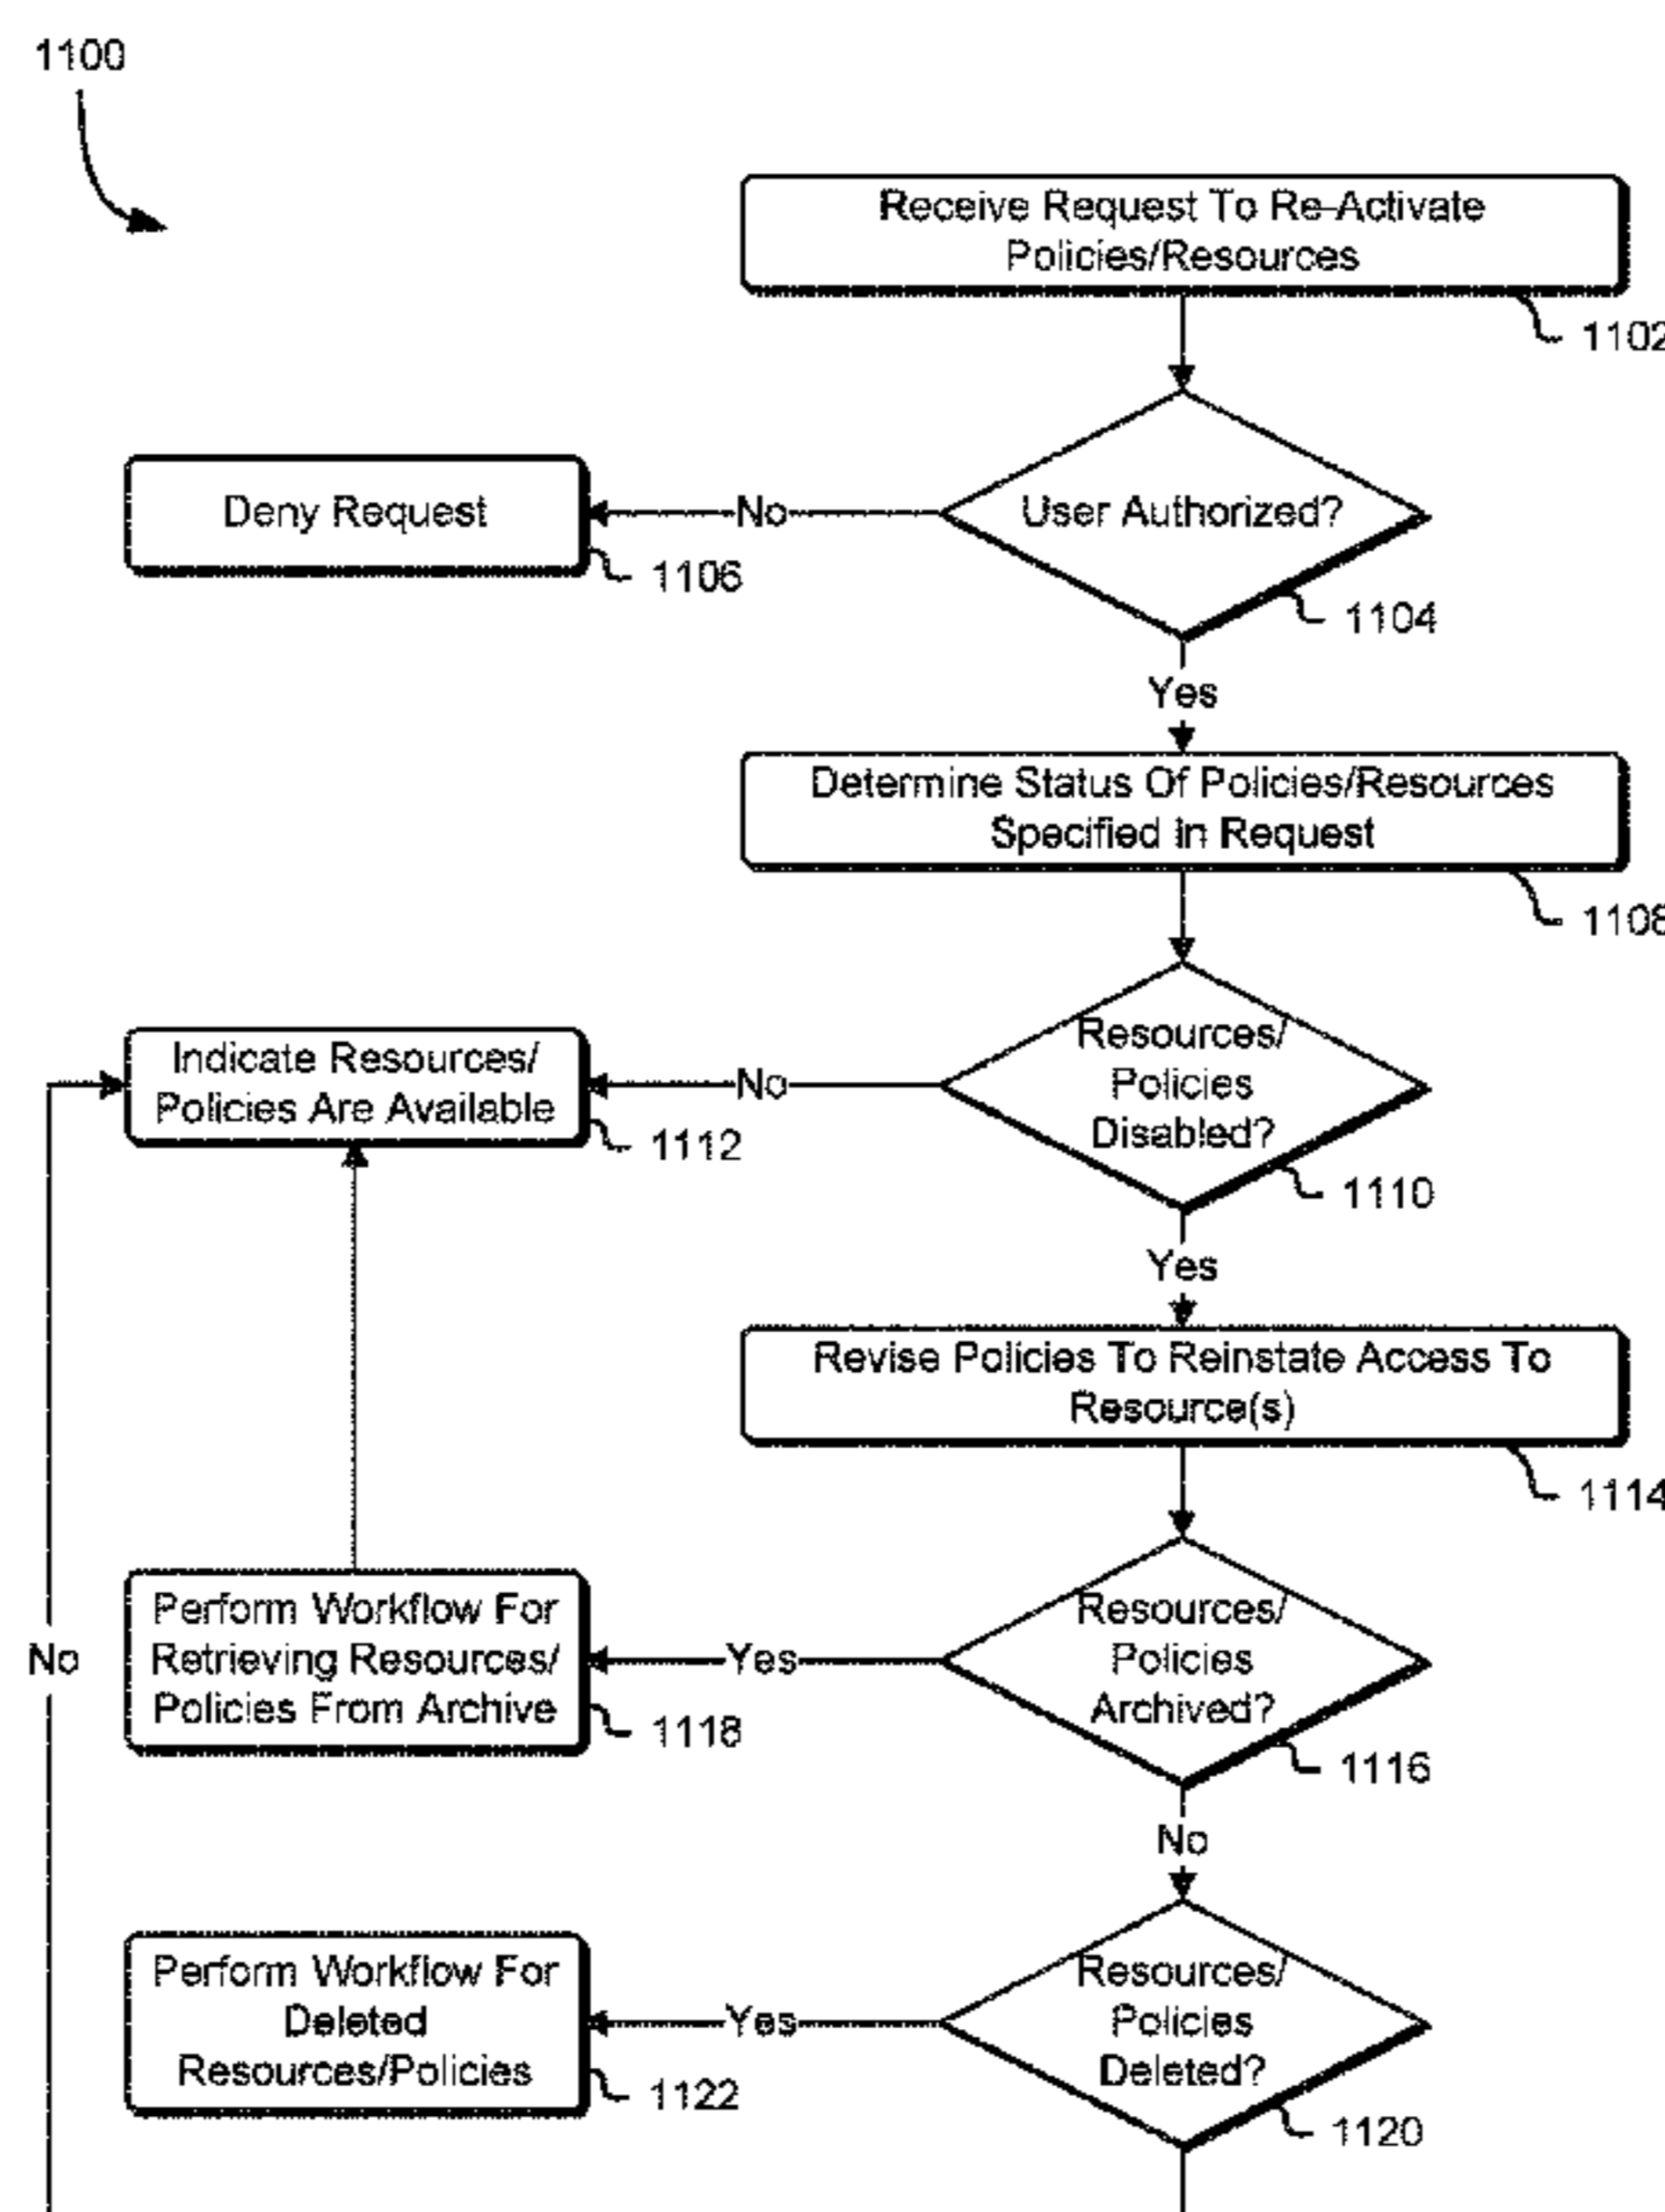 1100
Receive Request To Re-Activate
Policies/Resources
1102
User Authorized?
No
Deny Request
1106
1104
Yes
Determine Status Of Policies/Resources
Specified In Request
1108
Resources/
Policies
Disabled?
No
Indicate Resources/
Policies Are Available
1112
1110
Yes
Revise Policies To Reinstate Access To
Resource(s)
1114
Resources/
Policies
Archived?
Yes
Perform Workflow For
Retrieving Resources/
Policies From Archive
1118
1116
No
No
Resources/
Policies
Deleted?
Yes
Perform Workflow For
Deleted
Resources/Policies
1122
1120